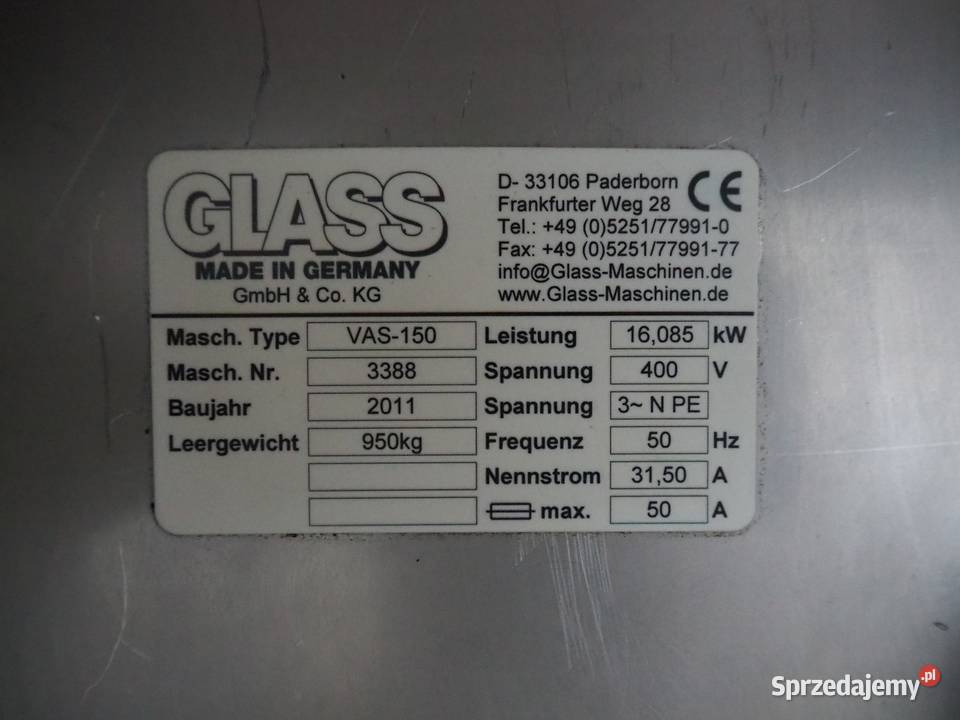 GLASS
MADE IN GERMANY
GmbH & Co. KG
D- 33106 Paderborn CE
Frankfurter Weg 28
Tel.: +49 (0)5251/77991-0
Fax: +49 (0)5251/77991-77
info@Glass-Maschinen.de
www.Glass-Maschinen.de
Masch. Type VAS-150 Leistung 16,085 kW
Masch. Nr. 3388 Spannung 400 V
Baujahr 2011 Spannung 3~ N PE
Leergewicht 950kg Frequenz 50 Hz
Nennstrom 31,50 A
max. 50 A
Sprzedajemy.pl